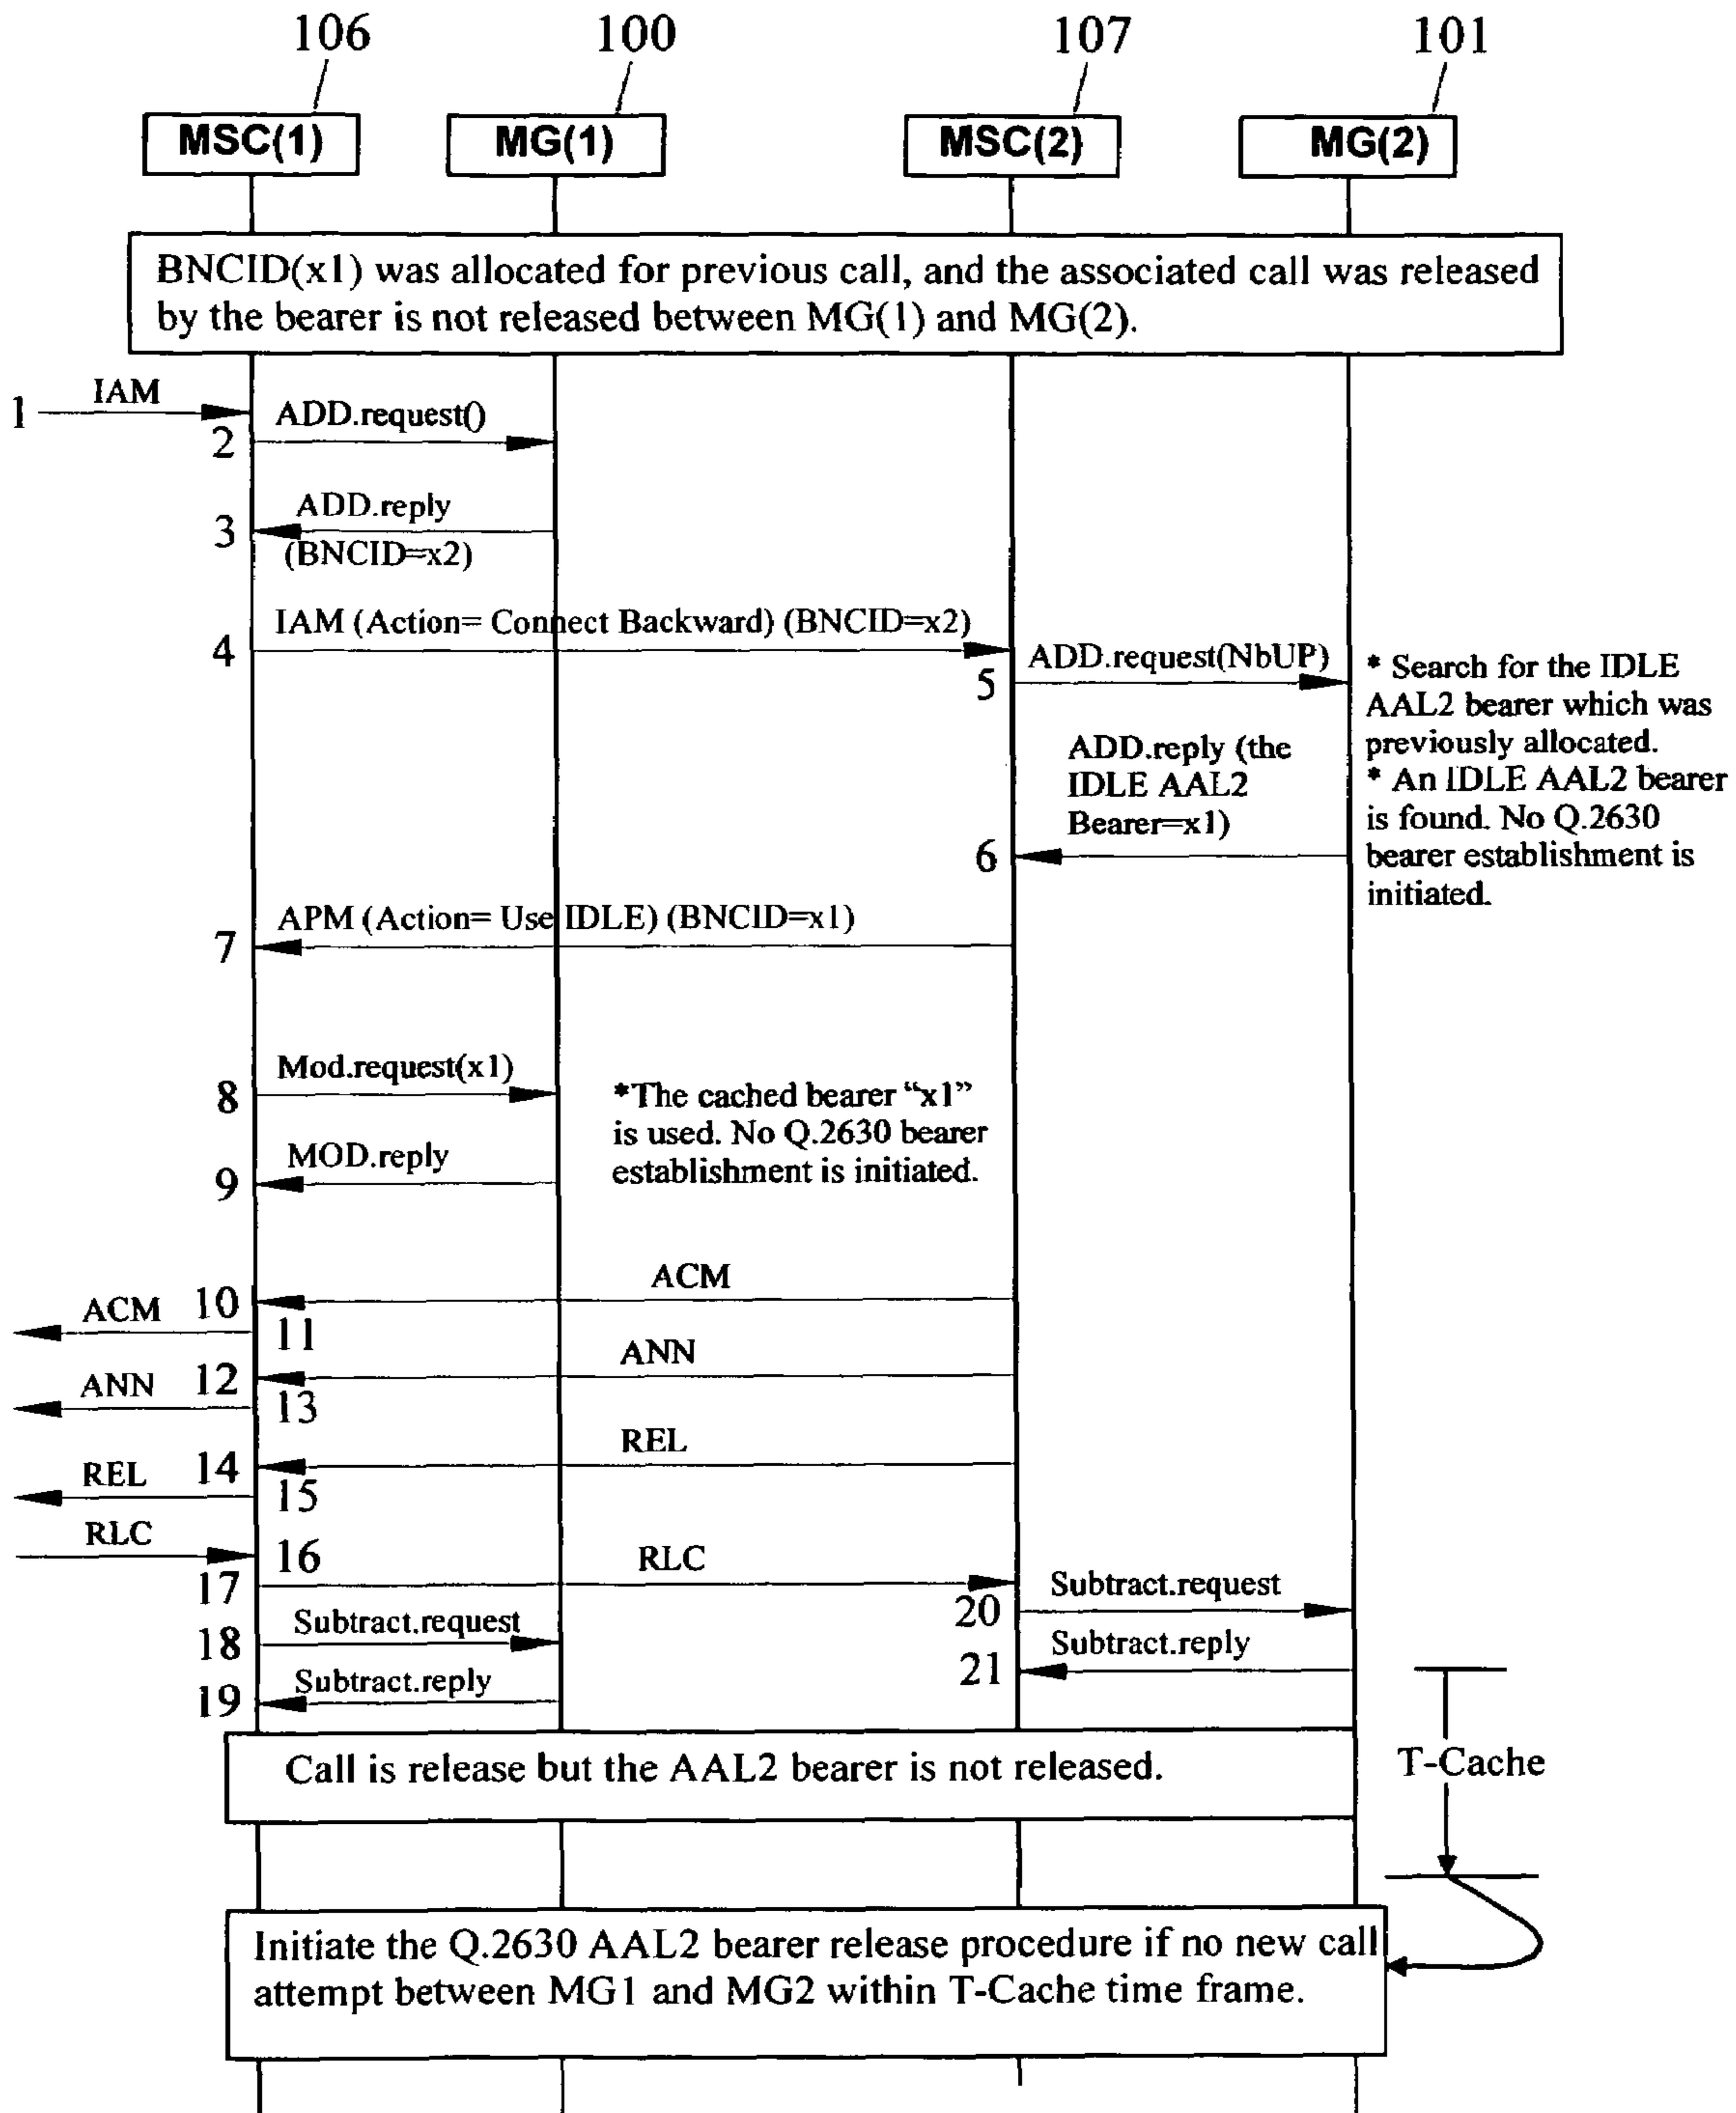 106
100
107
101
MSC(1)
MG(1)
MSC(2)
MG(2)
BNCID(x1) was allocated for previous call, and the associated call was released
by the bearer is not released between MG(1) and MG(2).
1
IAM
ADD.request()
2
ADD.reply
3
(BNCID=x2)
IAM (Action= Connect Backward) (BNCID=x2)
4
ADD.request(NbUP)
5
* Search for the IDLE
AAL2 bearer which was
previously allocated.
* An IDLE AAL2 bearer
is found. No Q.2630
bearer establishment is
initiated.
ADD.reply (the
IDLE AAL2
Bearer=x1)
6
APM (Action= Use IDLE) (BNCID=x1)
7
Mod.request(x1)
8
*The cached bearer “x1”
is used. No Q.2630 bearer
establishment is initiated.
MOD.reply
9
ACM
10
ACM
11
ANN
12
ANN
13
REL
14
REL
15
RLC
16
RLC
17
Subtract.request
20
Subtract.request
18
Subtract.reply
21
Subtract.reply
19
Call is release but the AAL2 bearer is not released.
T-Cache
Initiate the Q.2630 AAL2 bearer release procedure if no new call
attempt between MG1 and MG2 within T-Cache time frame.